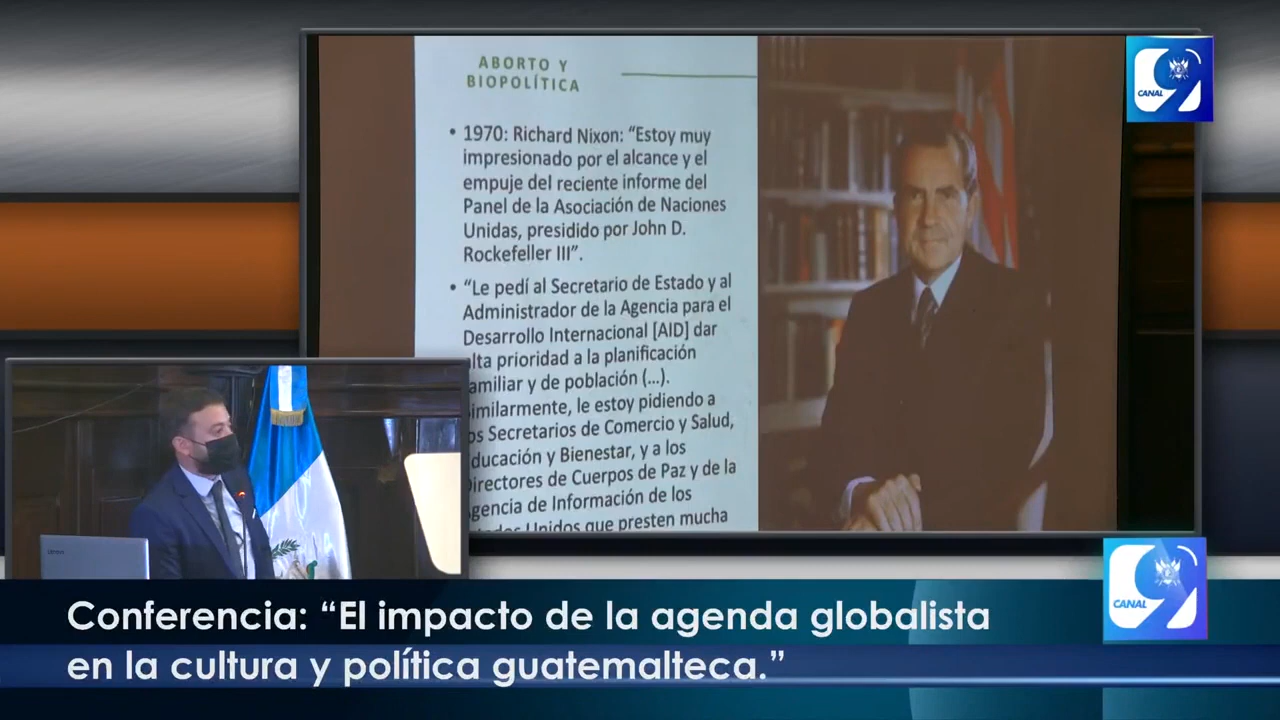 ABORTO Y
BIOPOLÍTICA
• 1970: Richard Nixon: “Estoy muy
impresionado por el alcance y el
empuje del reciente informe del
Panel de la Asociación de Naciones
Unidas, presidido por John D.
Rockefeller III”.
• “Le pedí al Secretario de Estado y al
Administrador de la Agencia para el
Desarrollo Internacional [AID] dar
alta prioridad a la planificación
familiar y de población (...).
Similarmente, le estoy pidiendo a
los Secretarios de Comercio y Salud,
Educación y Bienestar, y a los
Directores de Cuerpos de Paz y de la
Agencia de Información de los
Unidos que presten mucha
CANAL 9
Lenovo
CANAL 9
Conferencia: “El impacto de la agenda globalista
en la cultura y política guatemalteca.”